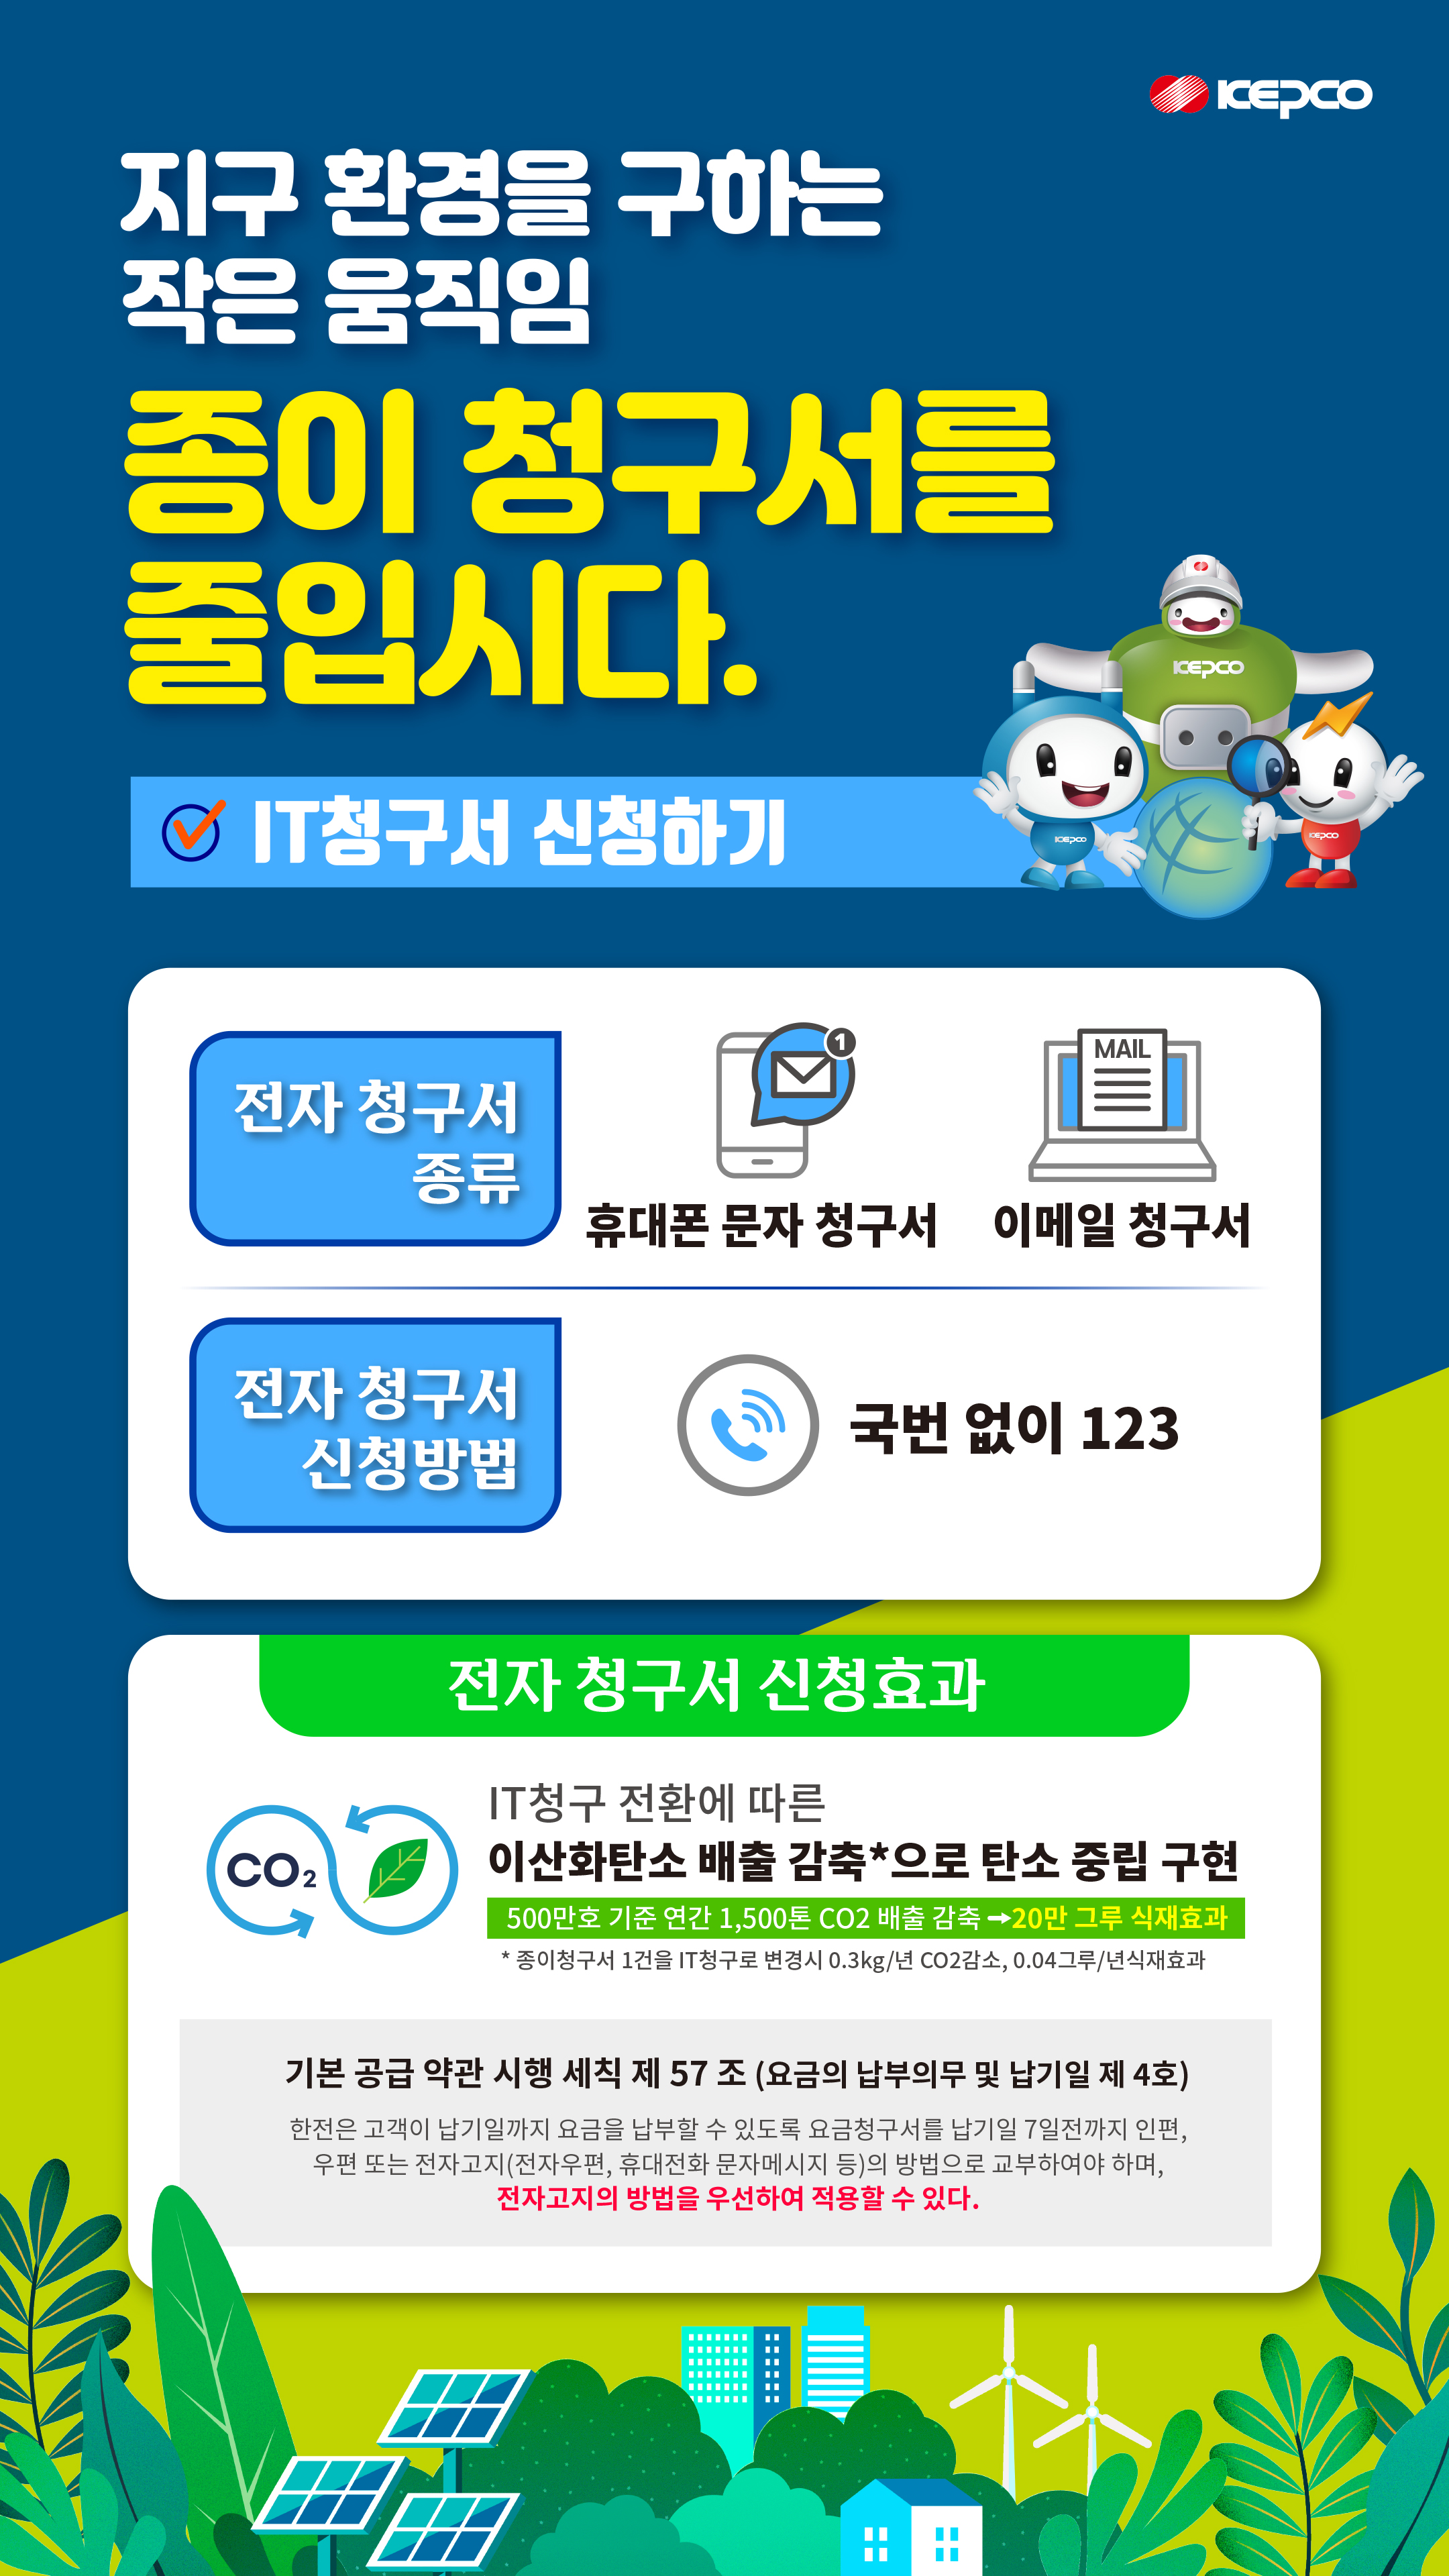 KEPCO
지구 환경을 구하는
작은 움직임
종이 청구서를
줄입시다.
KEPCO
KEPCO
KEPCO
IT청구서 신청하기
전자 청구서
종류
1
MAIL
휴대폰 문자 청구서
이메일 청구서
전자 청구서
신청방법
국번 없이 123
전자 청구서 신청효과
CO₂
IT청구 전환에 따른
이산화탄소 배출 감축*으로 탄소 중립 구현
500만호 기준 연간 1,500톤 CO2 배출 감축 ➞20만 그루 식재효과
* 종이청구서 1건을 IT청구로 변경시 0.3kg/년 CO2감소, 0.04그루/년식재효과
기본 공급 약관 시행 세칙 제 57 조 (요금의 납부의무 및 납기일 제 4호)
한전은 고객이 납기일까지 요금을 납부할 수 있도록 요금청구서를 납기일 7일전까지 인편,
우편 또는 전자고지(전자우편, 휴대전화 문자메시지 등)의 방법으로 교부하여야 하며,
전자고지의 방법을 우선하여 적용할 수 있다.